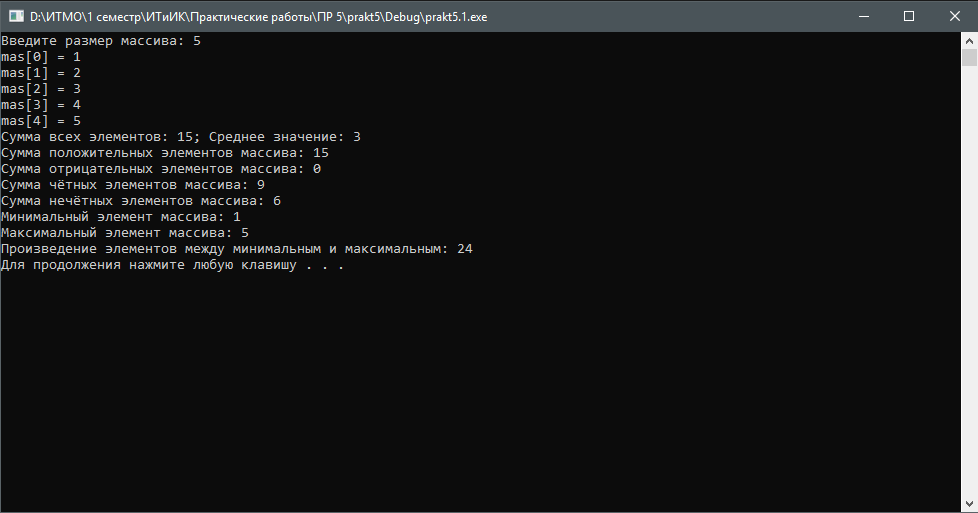 D:\ИТМО\1 семестр\ИТиИК\Практические работы\ПР 5\prakt5\Debug\prakt5.1.exe
Введите размер массива: 5
mas[0] = 1
mas[1] = 2
mas[2] = 3
mas[3] = 4
mas[4] = 5
Сумма всех элементов: 15; Среднее значение: 3
Сумма положительных элементов массива: 15
Сумма отрицательных элементов массива: 0
Сумма чётных элементов массива: 9
Сумма нечётных элементов массива: 6
Минимальный элемент массива: 1
Максимальный элемент массива: 5
Произведение элементов между минимальным и максимальным: 24
Для продолжения нажмите любую клавишу . . .